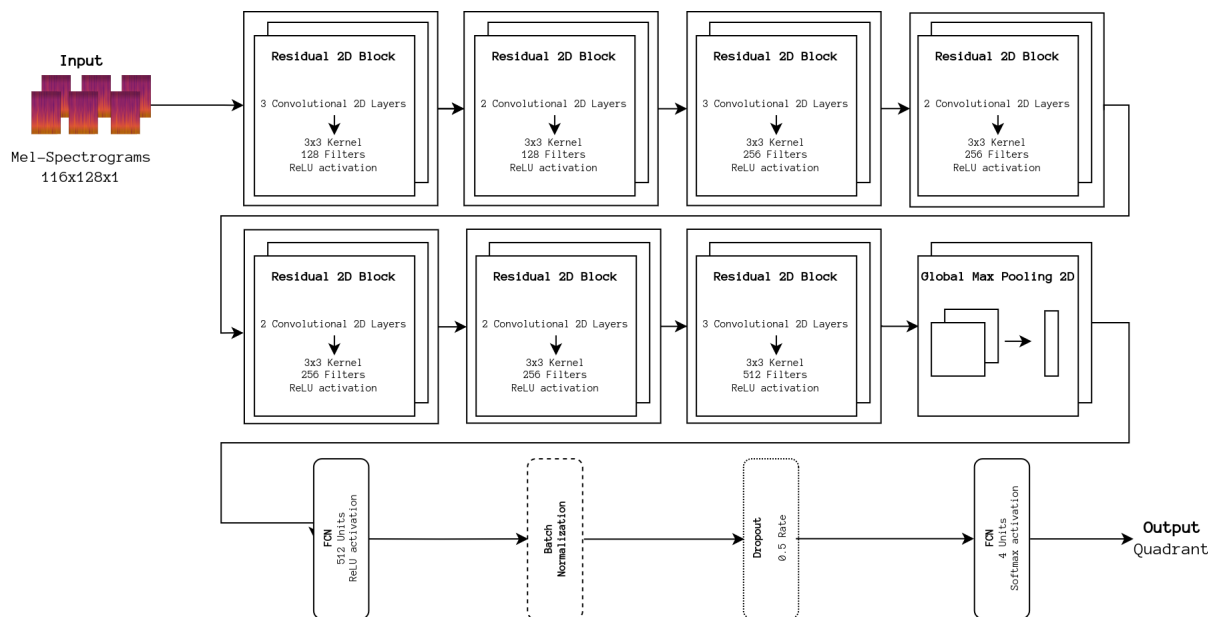 Input
Mel-Spectrograms
116x128x1
Residual 2D Block
3 Convolutional 2D Layers
3x3 Kernel
128 Filters
ReLU activation
Residual 2D Block
2 Convolutional 2D Layers
3x3 Kernel
128 Filters
ReLU activation
Residual 2D Block
3 Convolutional 2D Layers
3x3 Kernel
256 Filters
ReLU activation
Residual 2D Block
2 Convolutional 2D Layers
3x3 Kernel
256 Filters
ReLU activation
Residual 2D Block
2 Convolutional 2D Layers
3x3 Kernel
256 Filters
ReLU activation
Residual 2D Block
2 Convolutional 2D Layers
3x3 Kernel
256 Filters
ReLU activation
Residual 2D Block
3 Convolutional 2D Layers
3x3 Kernel
512 Filters
ReLU activation
Global Max Pooling 2D
FCN
512 Units
ReLU activation
Batch
Normalization
Dropout
0.5 Rate
FCN
4 Units
Softmax activation
Output
Quadrant